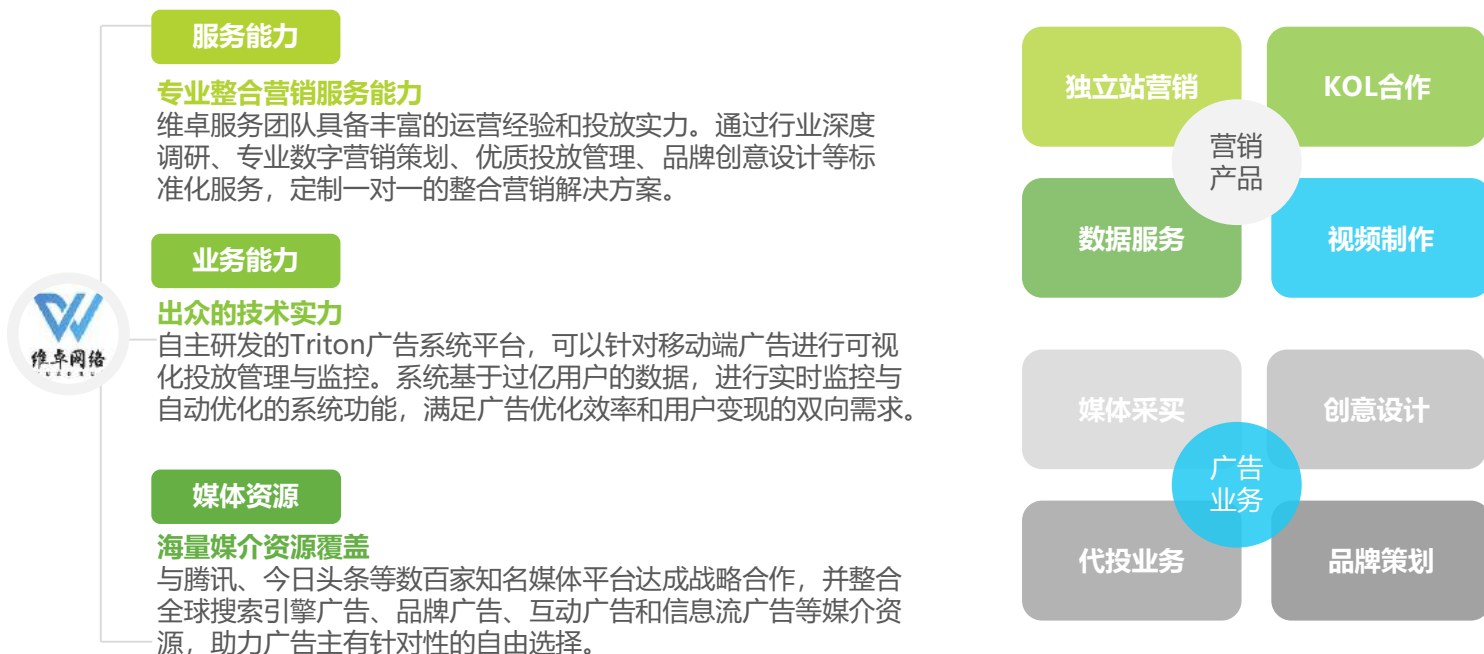 服务能力
专业整合营销服务能力
维卓服务团队具备丰富的运营经验和投放实力。通过行业深度
调研、专业数字营销策划、优质投放管理、品牌创意设计等标
准化服务，定制一对一的整合营销解决方案。
业务能力
出众的技术实力
自主研发的Triton广告系统平台，可以针对移动端广告进行可视
化投放管理与监控。系统基于过亿用户的数据，进行实时监控与
自动优化的系统功能，满足广告优化效率和用户变现的双向需求。
媒体资源
海量媒介资源覆盖
与腾讯、今日头条等数百家知名媒体平台达成战略合作，并整合
全球搜索引擎广告、品牌广告、互动广告和信息流广告等媒介资
源，助力广告主有针对性的自由选择。
维卓网络
独立站营销
KOL合作
营销
产品
数据服务
视频制作
媒体采买
创意设计
广告
业务
代投业务
品牌策划